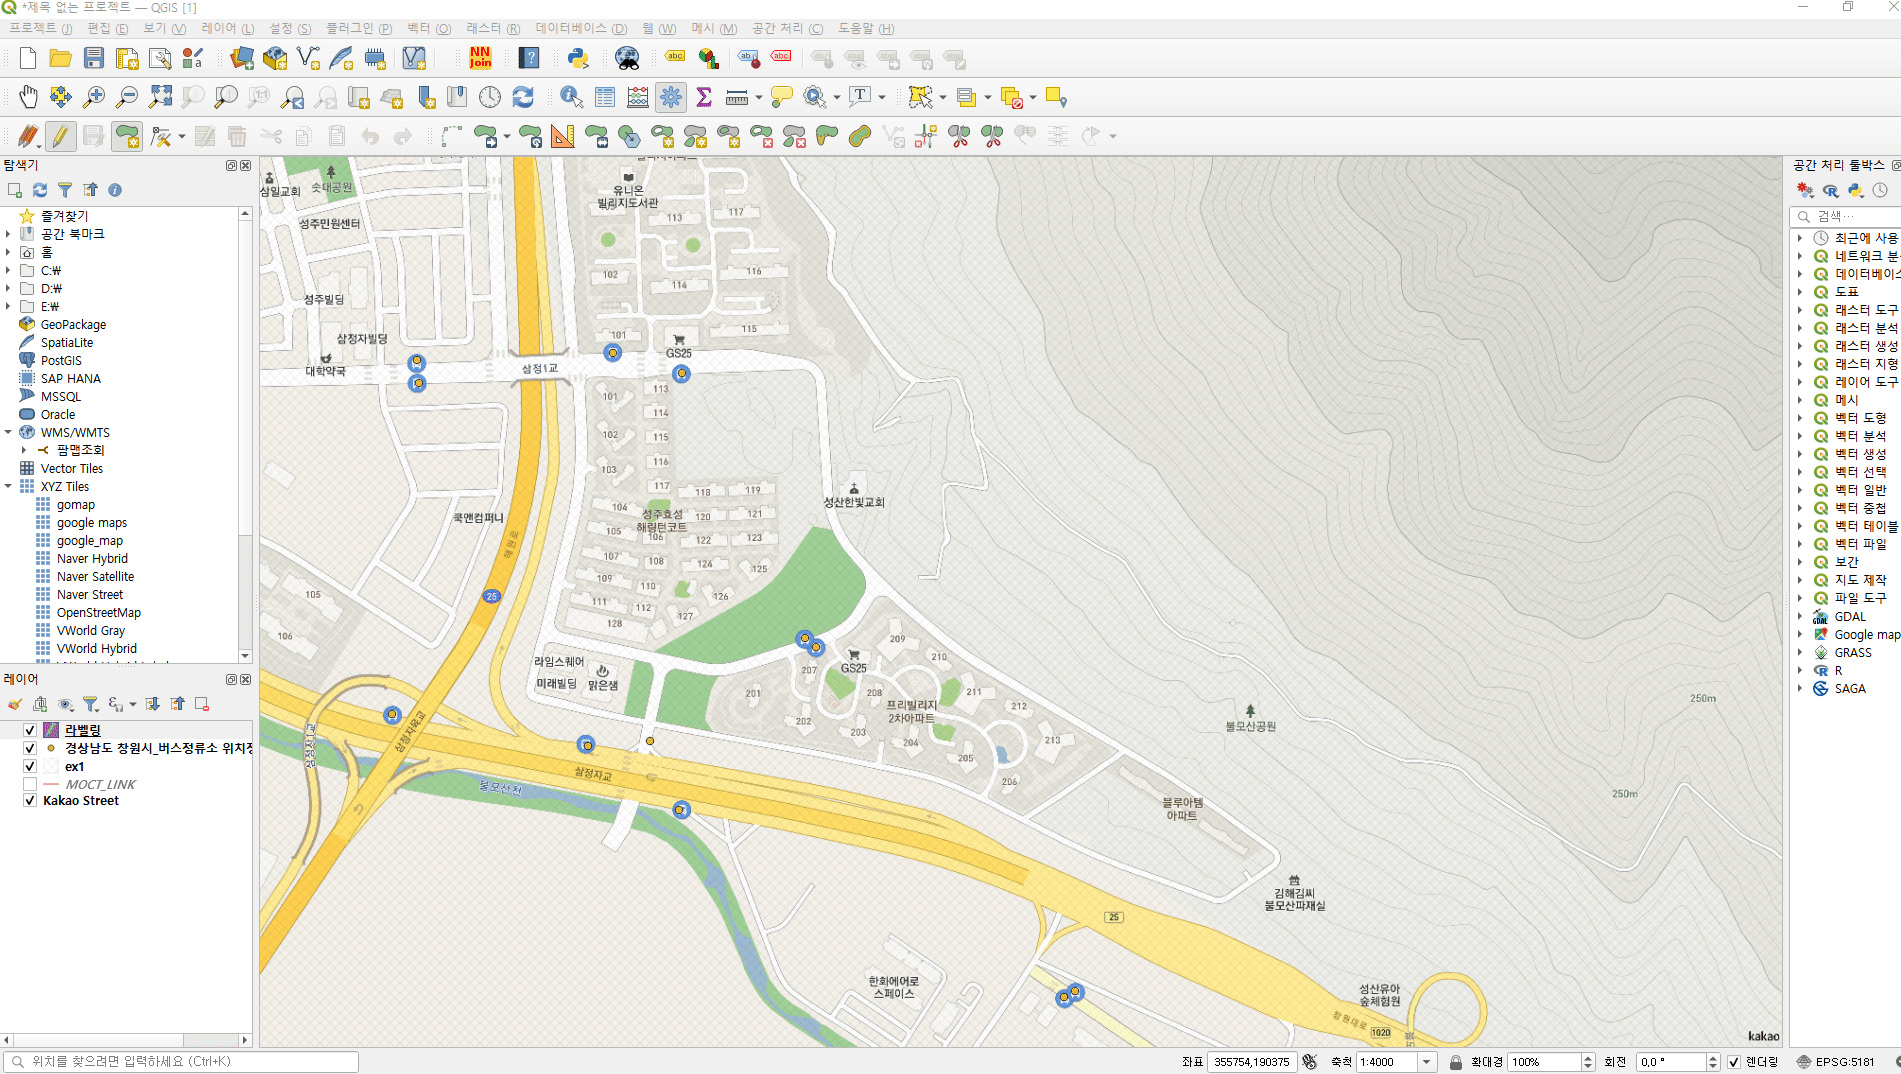 *제목 없는 프로젝트 — QGIS [1]
프로젝트 (J) 편집 (E) 보기 (V) 레이어 (L) 설정 (S) 플러그인 (P) 벡터 (O) 래스터 (R) 데이터베이스 (D) 웹 (W) 메시 (M) 공간 처리 (C) 도움말 (H)
NN
Join
abc
abc
탐색기
즐겨찾기
공간 북마크
홈
C:₩
D:₩
E:₩
GeoPackage
SpatiaLite
PostGIS
SAP HANA
MSSQL
Oracle
WMS/WMTS
팜맵조회
Vector Tiles
XYZ Tiles
gomap
google maps
google_map
Naver Hybrid
Naver Satellite
Naver Street
OpenStreetMap
VWorld Gray
VWorld Hybrid
레이어
라벨링
경상남도 창원시_버스정류소 위치정
ex1
MOCT_LINK
Kakao Street
삼일교회
숫대공원
성주민원센터
유니온
빌리지도서관
113
117
102
116
114
성주빌딩
삼정자빌딩
대학약국
101
115
GS25
삼정1교
101
113
114
102
115
103
116
117
118
119
104
성주효성
해링턴코트
120
121
105
106
122
123
107
108
124
125
109
110
126
111
112
127
128
쿡앤컴퍼니
성산한빛교회
25
105
106
라임스퀘어
미래빌딩
맑은샘
209
207
GS25
210
201
208
211
프리빌리지
2차아파트
212
202
203
204
205
213
206
불모산공원
250m
250m
삼정자교
불모산천
블루아템
아파트
김해김씨
불모산파재실
25
한화에어로
스페이스
성산유아
숲체험원
창원대로
1020
kakao
공간 처리 툴박스
검색…
최근에 사용
네트워크 분
데이터베이스
도표
래스터 도구
래스터 분석
래스터 생성
래스터 지형
레이어 도구
메시
벡터 도형
벡터 분석
벡터 생성
벡터 선택
벡터 일반
벡터 중첩
벡터 테이블
벡터 파일
보간
지도 제작
파일 도구
GDAL
Google map
GRASS
R
SAGA
위치를 찾으려면 입력하세요 (Ctrl+K)
좌표 355754,190375 축척 1:4000 확대경 100% 회전 0.0 ° 렌더링 EPSG:5181